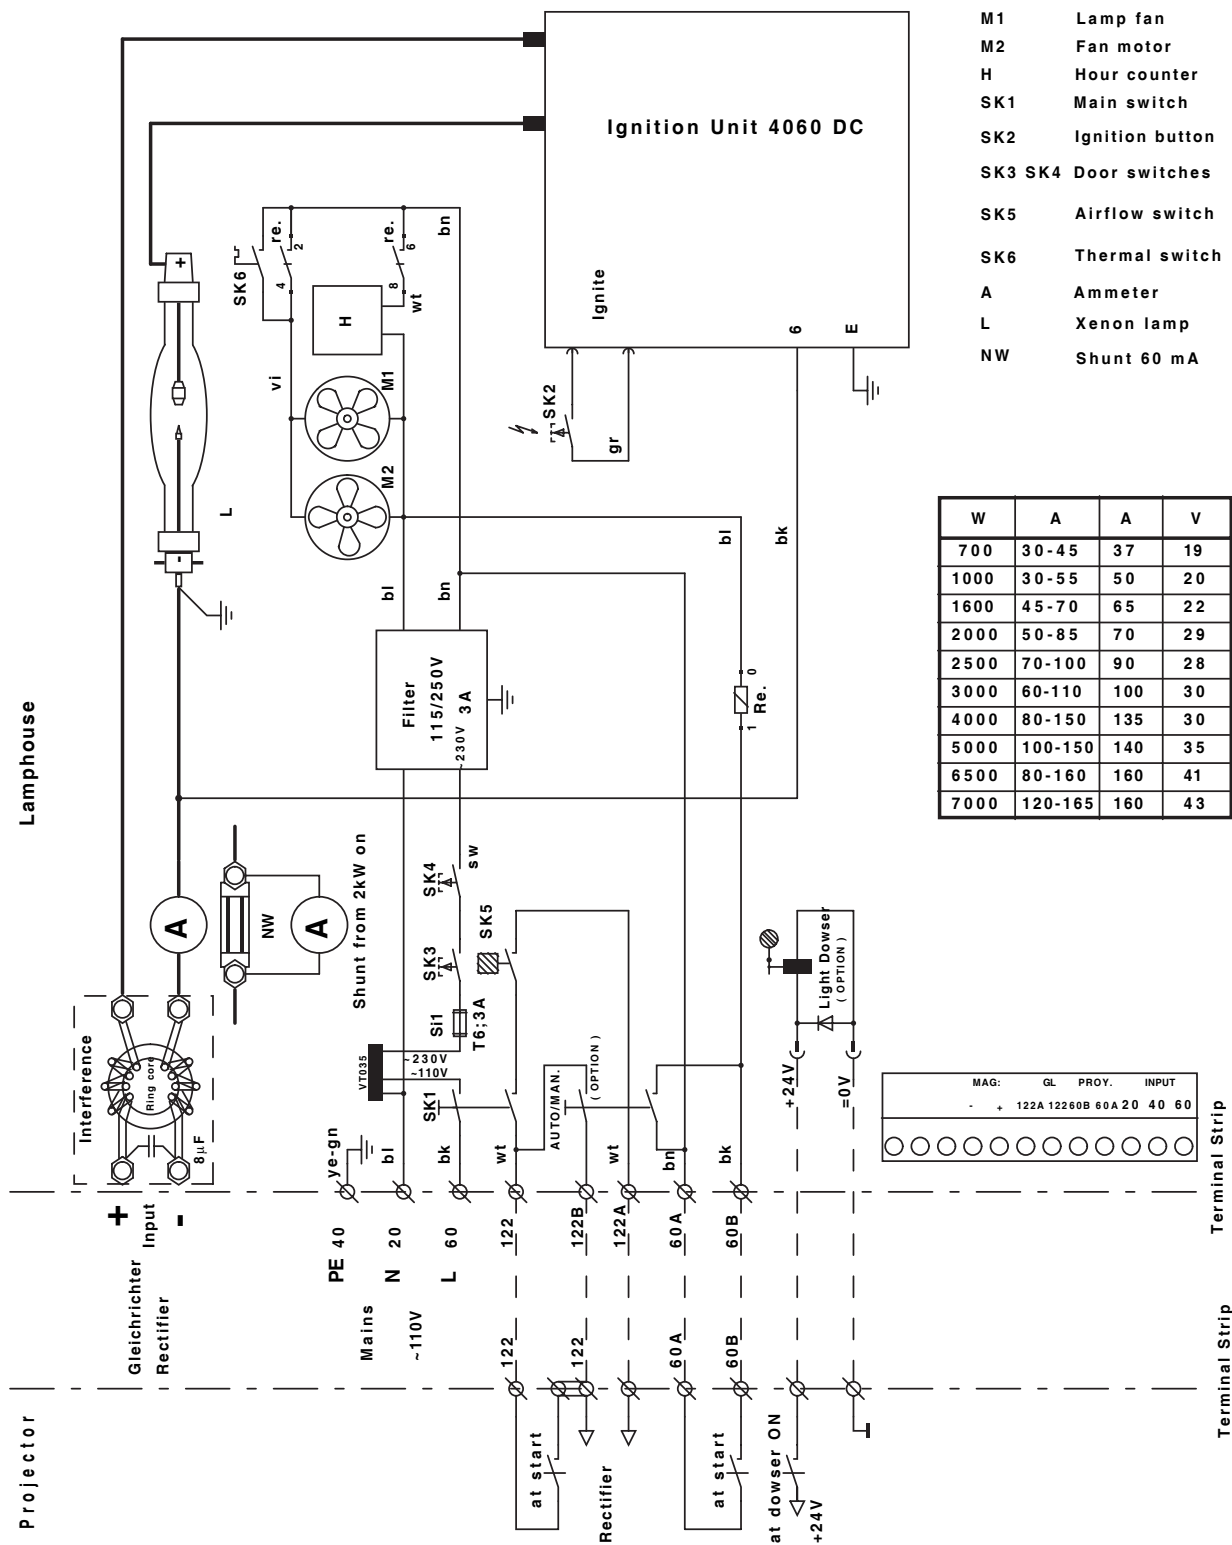 Ignition Unit 4060 DC
Ignite
6
E
M1 Lamp fan
M2 Fan motor
H Hour counter
SK1 Main switch
SK2 Ignition button
SK3 SK4 Door switches
SK5 Airflow switch
SK6 Thermal switch
A Ammeter
L Xenon lamp
NW Shunt 60 mA
W A A V
700 30-45 37 19
1000 30-55 50 20
1600 45-70 65 22
2000 50-85 70 29
2500 70-100 90 28
3000 60-110 100 30
4000 80-150 135 30
5000 100-150 140 35
6500 80-160 160 41
7000 120-165 160 43
+
-
L
SK6
re.
2
4
re.
6
8
bn
wt
H
vi
M1
M2
SK2
gr
bl
bk
bl
bn
Filter
115/250V
3A
~230V
0
Re.
1
Lamphouse
A
NW
A
Shunt from 2kW on
SK4
sw
SK3
SK5
Si1
T6;3A
VT035
~230V
~110V
SK1
AUTO/MAN.
(OPTION)
Light Dowser
(OPTION)
+24V
=0V
Interference
Ring core
8µF
ye-gn
bl
bk
wt
wt
bn
bk
MAG: GL PROY. INPUT
- + 122A 122 60B 60A 20 40 60
Terminal Strip
+
-
Input
Gleichrichter
Rectifier
PE 40
N 20
L 60
Mains
~110V
122
122B
122A
60A
60B
122
122
60A
60B
Terminal Strip
Projector
at start
Rectifier
at start
at dowser ON
+24V